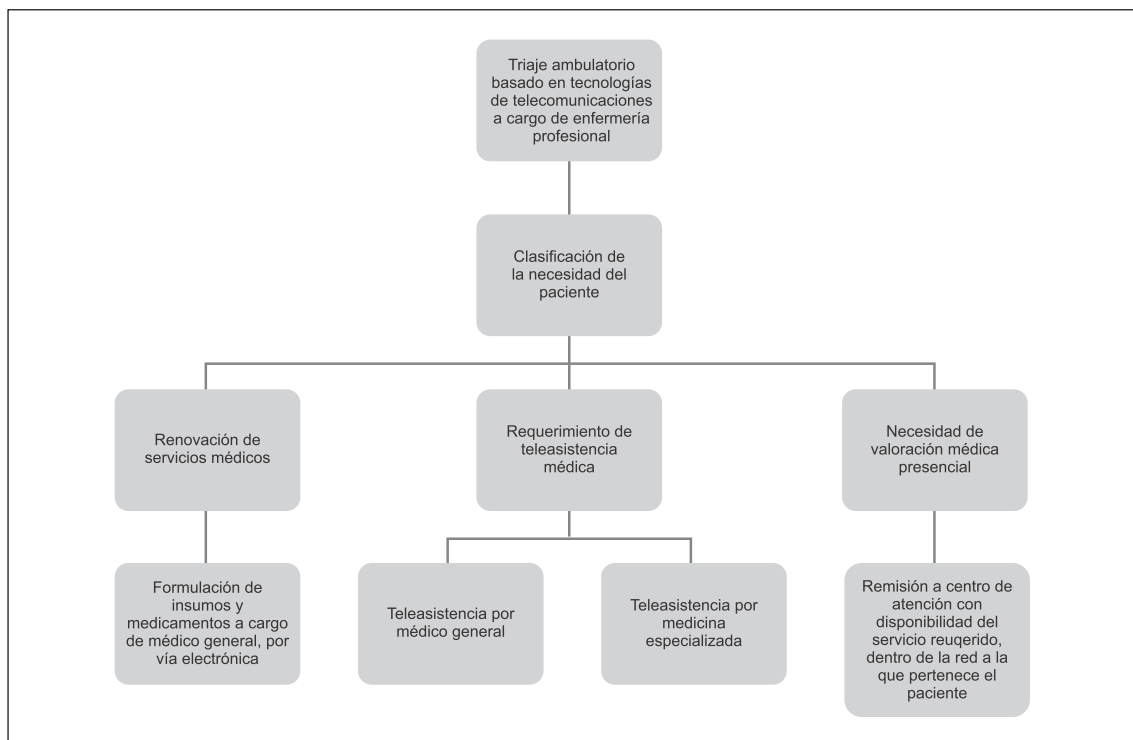 Triaje ambulatorio
basado en tecnologías
de telecomunicaciones
a cargo de enfermería
profesional
Clasificación de
la necesidad del
paciente
Renovación de
servicios médicos
Requerimiento de
teleasistencia
médica
Necesidad de
valoración médica
presencial
Formulación de
insumos y
medicamentos a cargo
de médico general, por
vía electrónica
Teleasistencia por
médico general
Teleasistencia por
medicina
especializada
Remisión a centro de
atención con
disponibilidad del
servicio reuqerido,
dentro de la red a la
que pertenece el
paciente